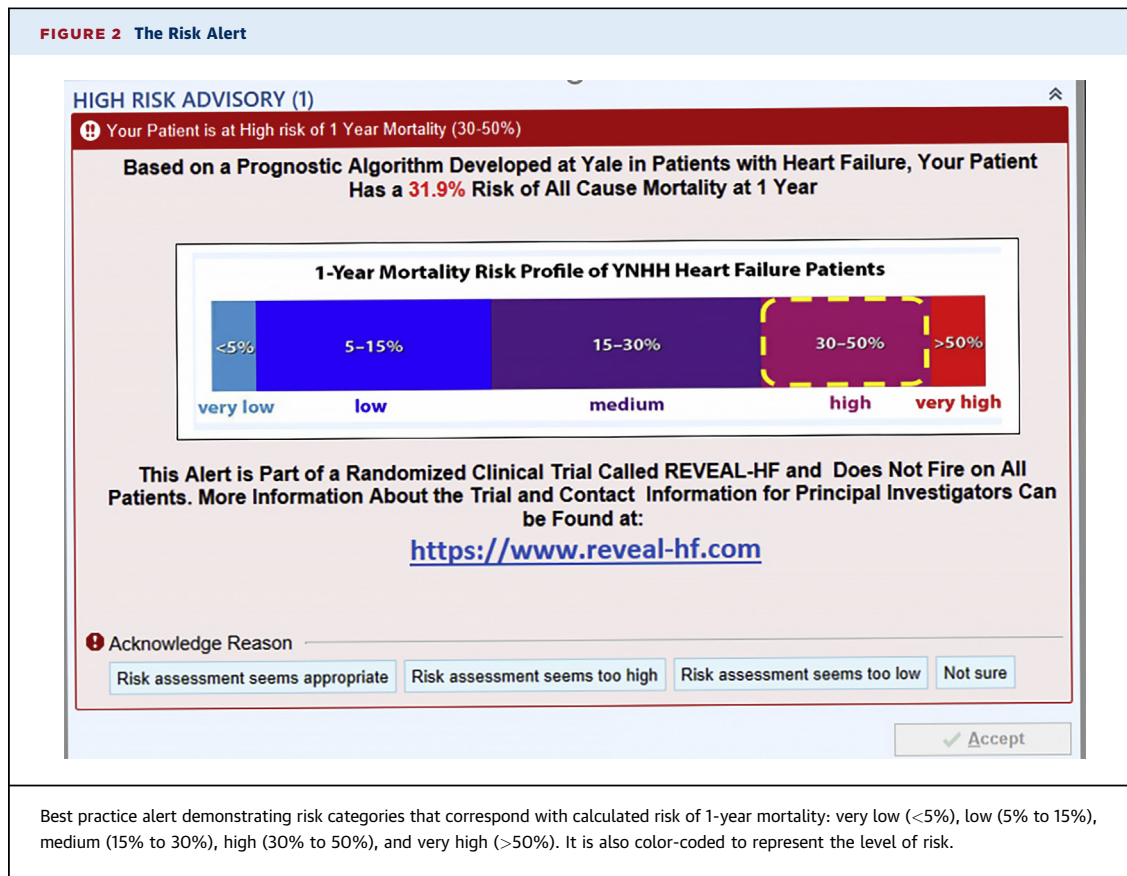 FIGURE 2 The Risk Alert
HIGH RISK ADVISORY (1)
Your Patient is at High risk of 1 Year Mortality (30-50%)
Based on a Prognostic Algorithm Developed at Yale in Patients with Heart Failure, Your Patient
Has a 31.9% Risk of All Cause Mortality at 1 Year
1-Year Mortality Risk Profile of YNHH Heart Failure Patients
<5% 5–15% 15–30% 30–50% >50%
very low low medium high very high
This Alert is Part of a Randomized Clinical Trial Called REVEAL-HF and Does Not Fire on All
Patients. More Information About the Trial and Contact Information for Principal Investigators Can
be Found at:
https://www.reveal-hf.com
Acknowledge Reason
Risk assessment seems appropriate Risk assessment seems too high Risk assessment seems too low Not sure
Accept
Best practice alert demonstrating risk categories that correspond with calculated risk of 1-year mortality: very low (<5%), low (5% to 15%),
medium (15% to 30%), high (30% to 50%), and very high (>50%). It is also color-coded to represent the level of risk.